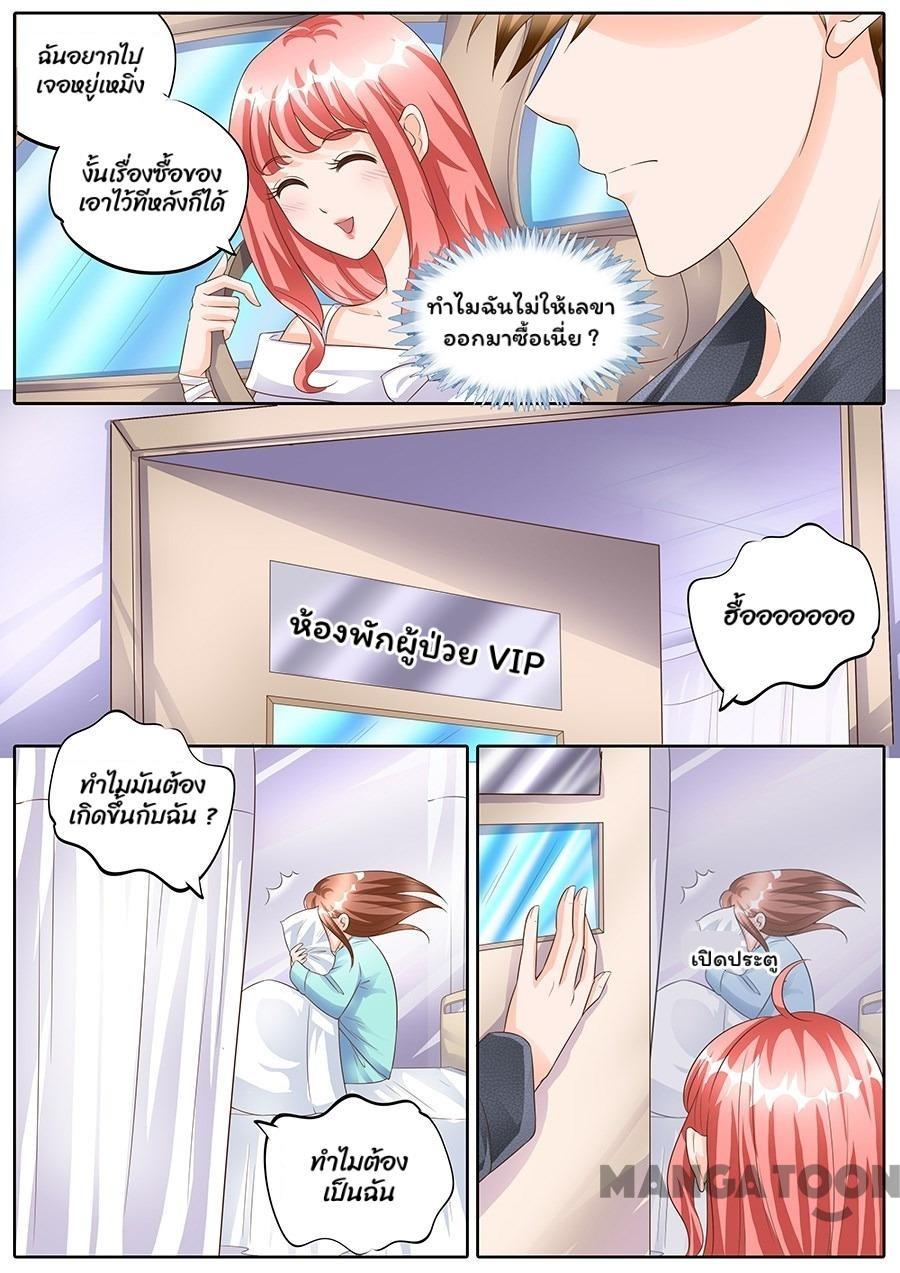 ฉันอยากไป
เจอหยู่เหมิ่ง
งั้นเรื่องซื้อของ
เอาไว้ทีหลังก็ได้
ทำไมฉันไม่ให้เลขา
ออกมาซื้อเนี่ย ?
ห้องพักผู้ป่วย VIP
ฮื้อออออออออ
ทำไมมันต้อง
เกิดขึ้นกับฉัน ?
เปิดประตู
ทำไมต้อง
เป็นฉัน
MANGATOON